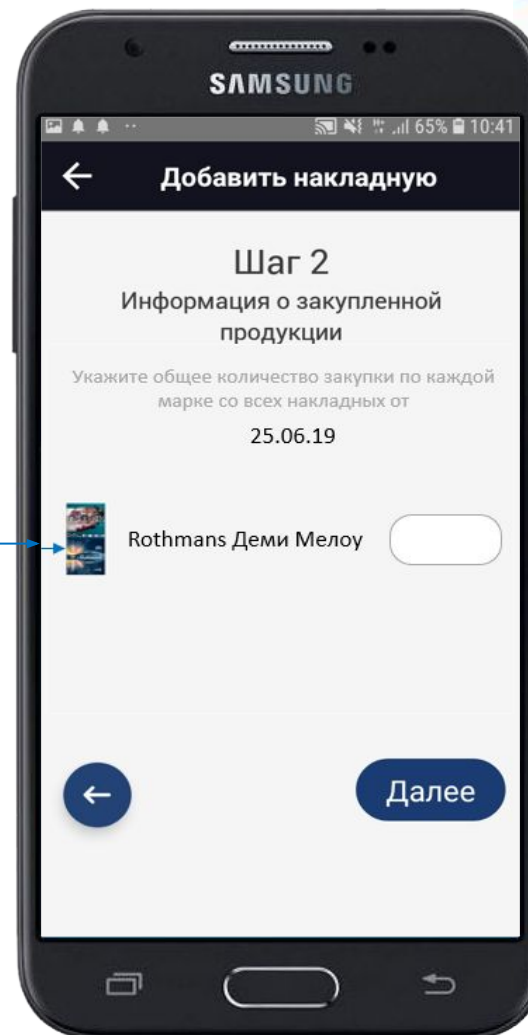 SAMSUNG
65% 10:41
Добавить накладную
Шаг 2
Информация о закупленной
продукции
Укажите общее количество закупки по каждой
марке со всех накладных от
25.06.19
Rothmans Деми Мелоу
Далее